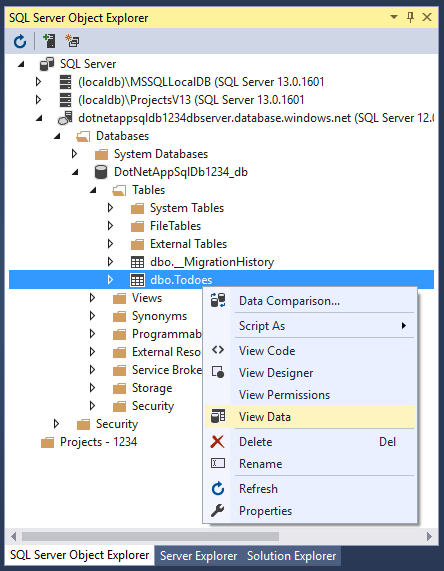 SQL Server Object Explorer
SQL Server
(localdb)\MSSQLLocalDB (SQL Server 13.0.1601
(localdb)\ProjectsV13 (SQL Server 13.0.1601
dotnetappsqldb1234dbserver.database.windows.net (SQL Server 12.0
Databases
System Databases
DotNetAppSqlDb1234_db
Tables
System Tables
FileTables
External Tables
dbo.__MigrationHistory
dbo.Todoes
Views
Synonyms
Programmab
External Reso
Service Broke
Storage
Security
Security
Projects - 1234
Data Comparison...
Script As
View Code
View Designer
View Permissions
View Data
Delete Del
Rename
Refresh
Properties
SQL Server Object Explorer Server Explorer Solution Explorer